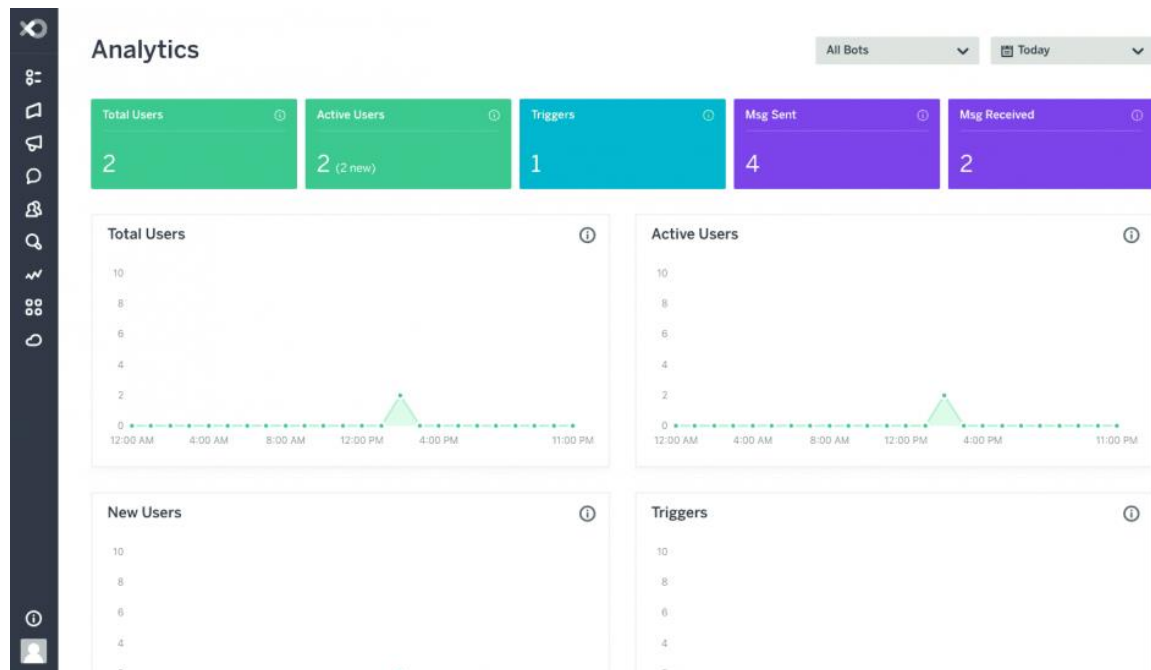 Analytics
All Bots
Today
Total Users
Active Users
Triggers
Msg Sent
Msg Received
2
2 (2 new)
1
4
2
Total Users
10
8
6
4
2
0
12:00 AM 4:00 AM 8:00 AM 12:00 PM 4:00 PM 11:00 PM
Active Users
10
8
6
4
2
0
12:00 AM 4:00 AM 8:00 AM 12:00 PM 4:00 PM 11:00 PM
New Users
10
8
6
4
Triggers
10
8
6
4